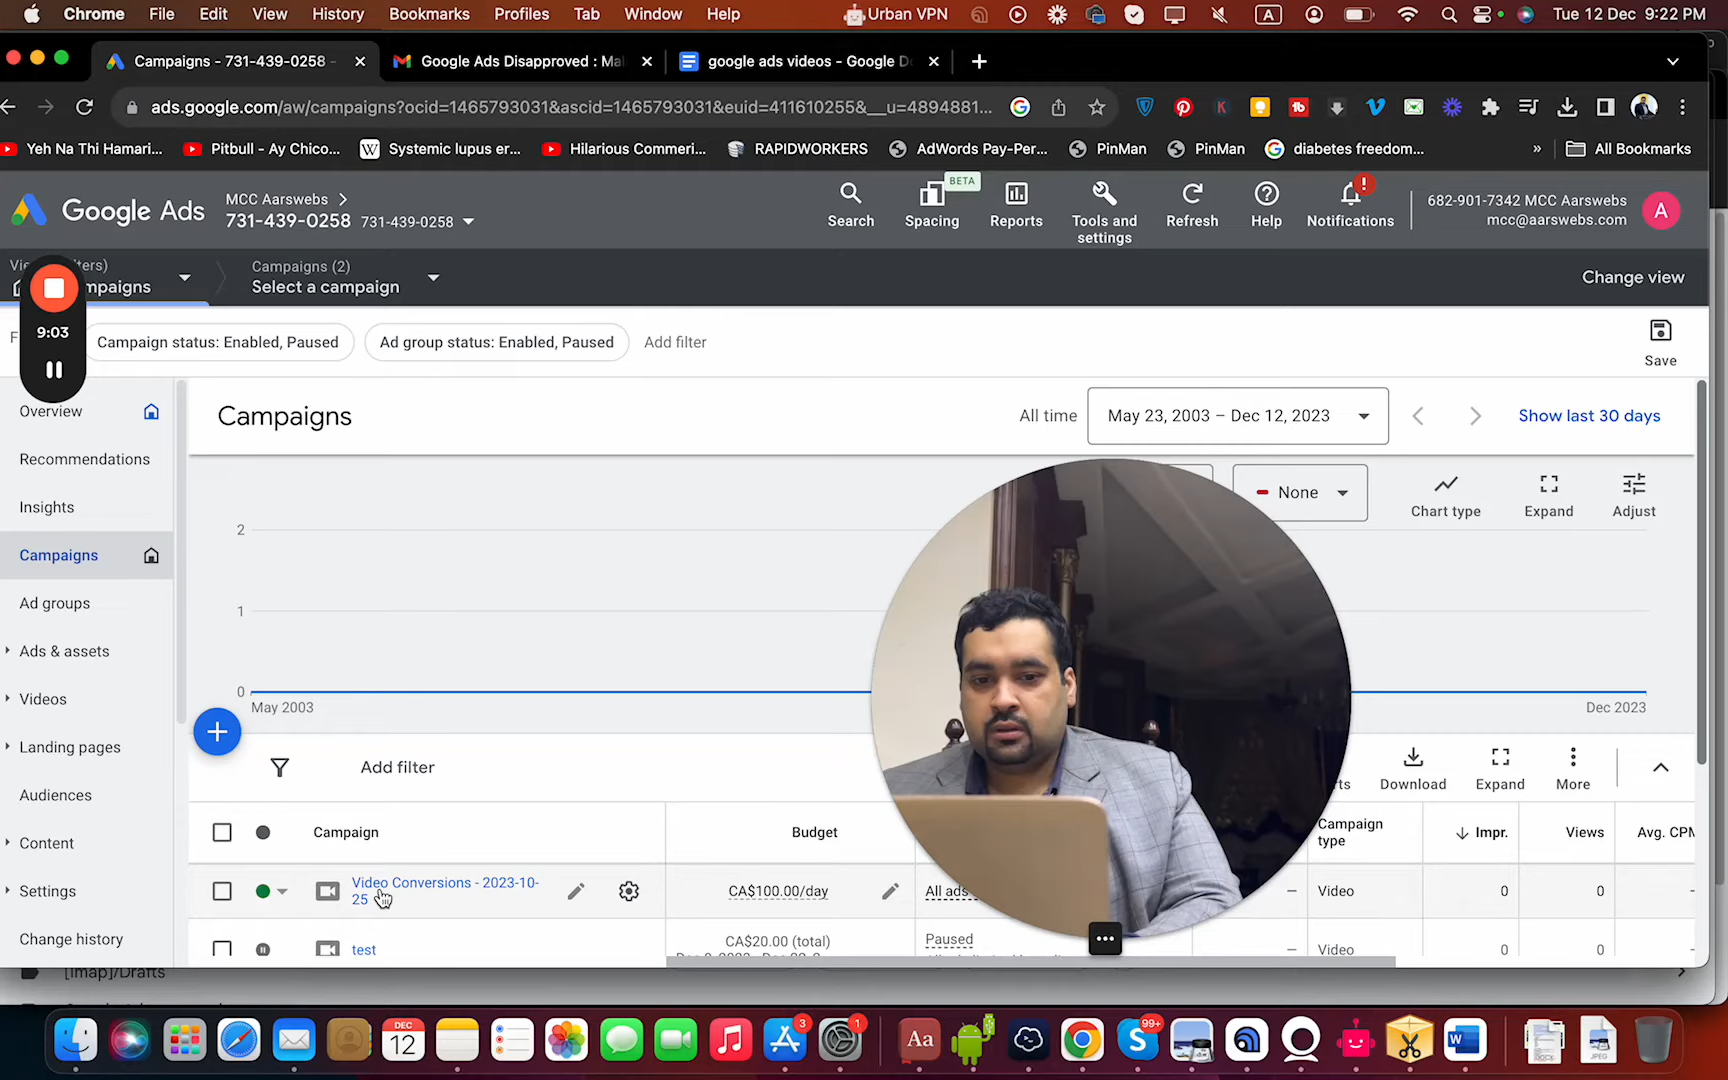 Chrome File Edit View History Bookmarks Profiles Tab Window Help Urban VPN A Tue 12 Dec 9:22 PM
Campaigns - 731-439-0258 - Google Ads Disapproved : Mal google ads videos - Google D
ads.google.com/aw/campaigns?ocid=1465793031&ascid=1465793031&euid=411610255&__u=4894881...
Yeh Na Thi Hamari... Pitbull - Ay Chico... Systemic lupus er... Hilarious Commeri... RAPIDWORKERS AdWords Pay-Per... PinMan PinMan diabetes freedom... » All Bookmarks
Google Ads
MCC Aarswebs
731-439-0258 731-439-0258
Search
BETA
Spacing
Reports
Tools and
settings
Refresh
Help
Notifications
682-901-7342 MCC Aarswebs
mcc@aarswebs.com
A
mpaigns
Campaigns (2)
Select a campaign
Change view
9:03
Campaign status: Enabled, Paused
Ad group status: Enabled, Paused
Add filter
Save
Overview
Recommendations
Insights
Campaigns
Ad groups
Ads & assets
Videos
Landing pages
Audiences
Content
Settings
Change history
Campaigns
All time
May 23, 2003 – Dec 12, 2023
Show last 30 days
None
Chart type
Expand
Adjust
2
1
0
May 2003
Dec 2023
Add filter
Download
Expand
More
Campaign
Budget
Campaign
type
Impr.
Views
Avg. CPM
Video Conversions - 2023-10-
25
CA$100.00/day
All ads
—
Video
0
0
test
CA$20.00 (total)
Paused
—
Video
0
0
[Imap]/Drafts
DEC
12
3
1
Aa
99+
W
DOCX
JPEG